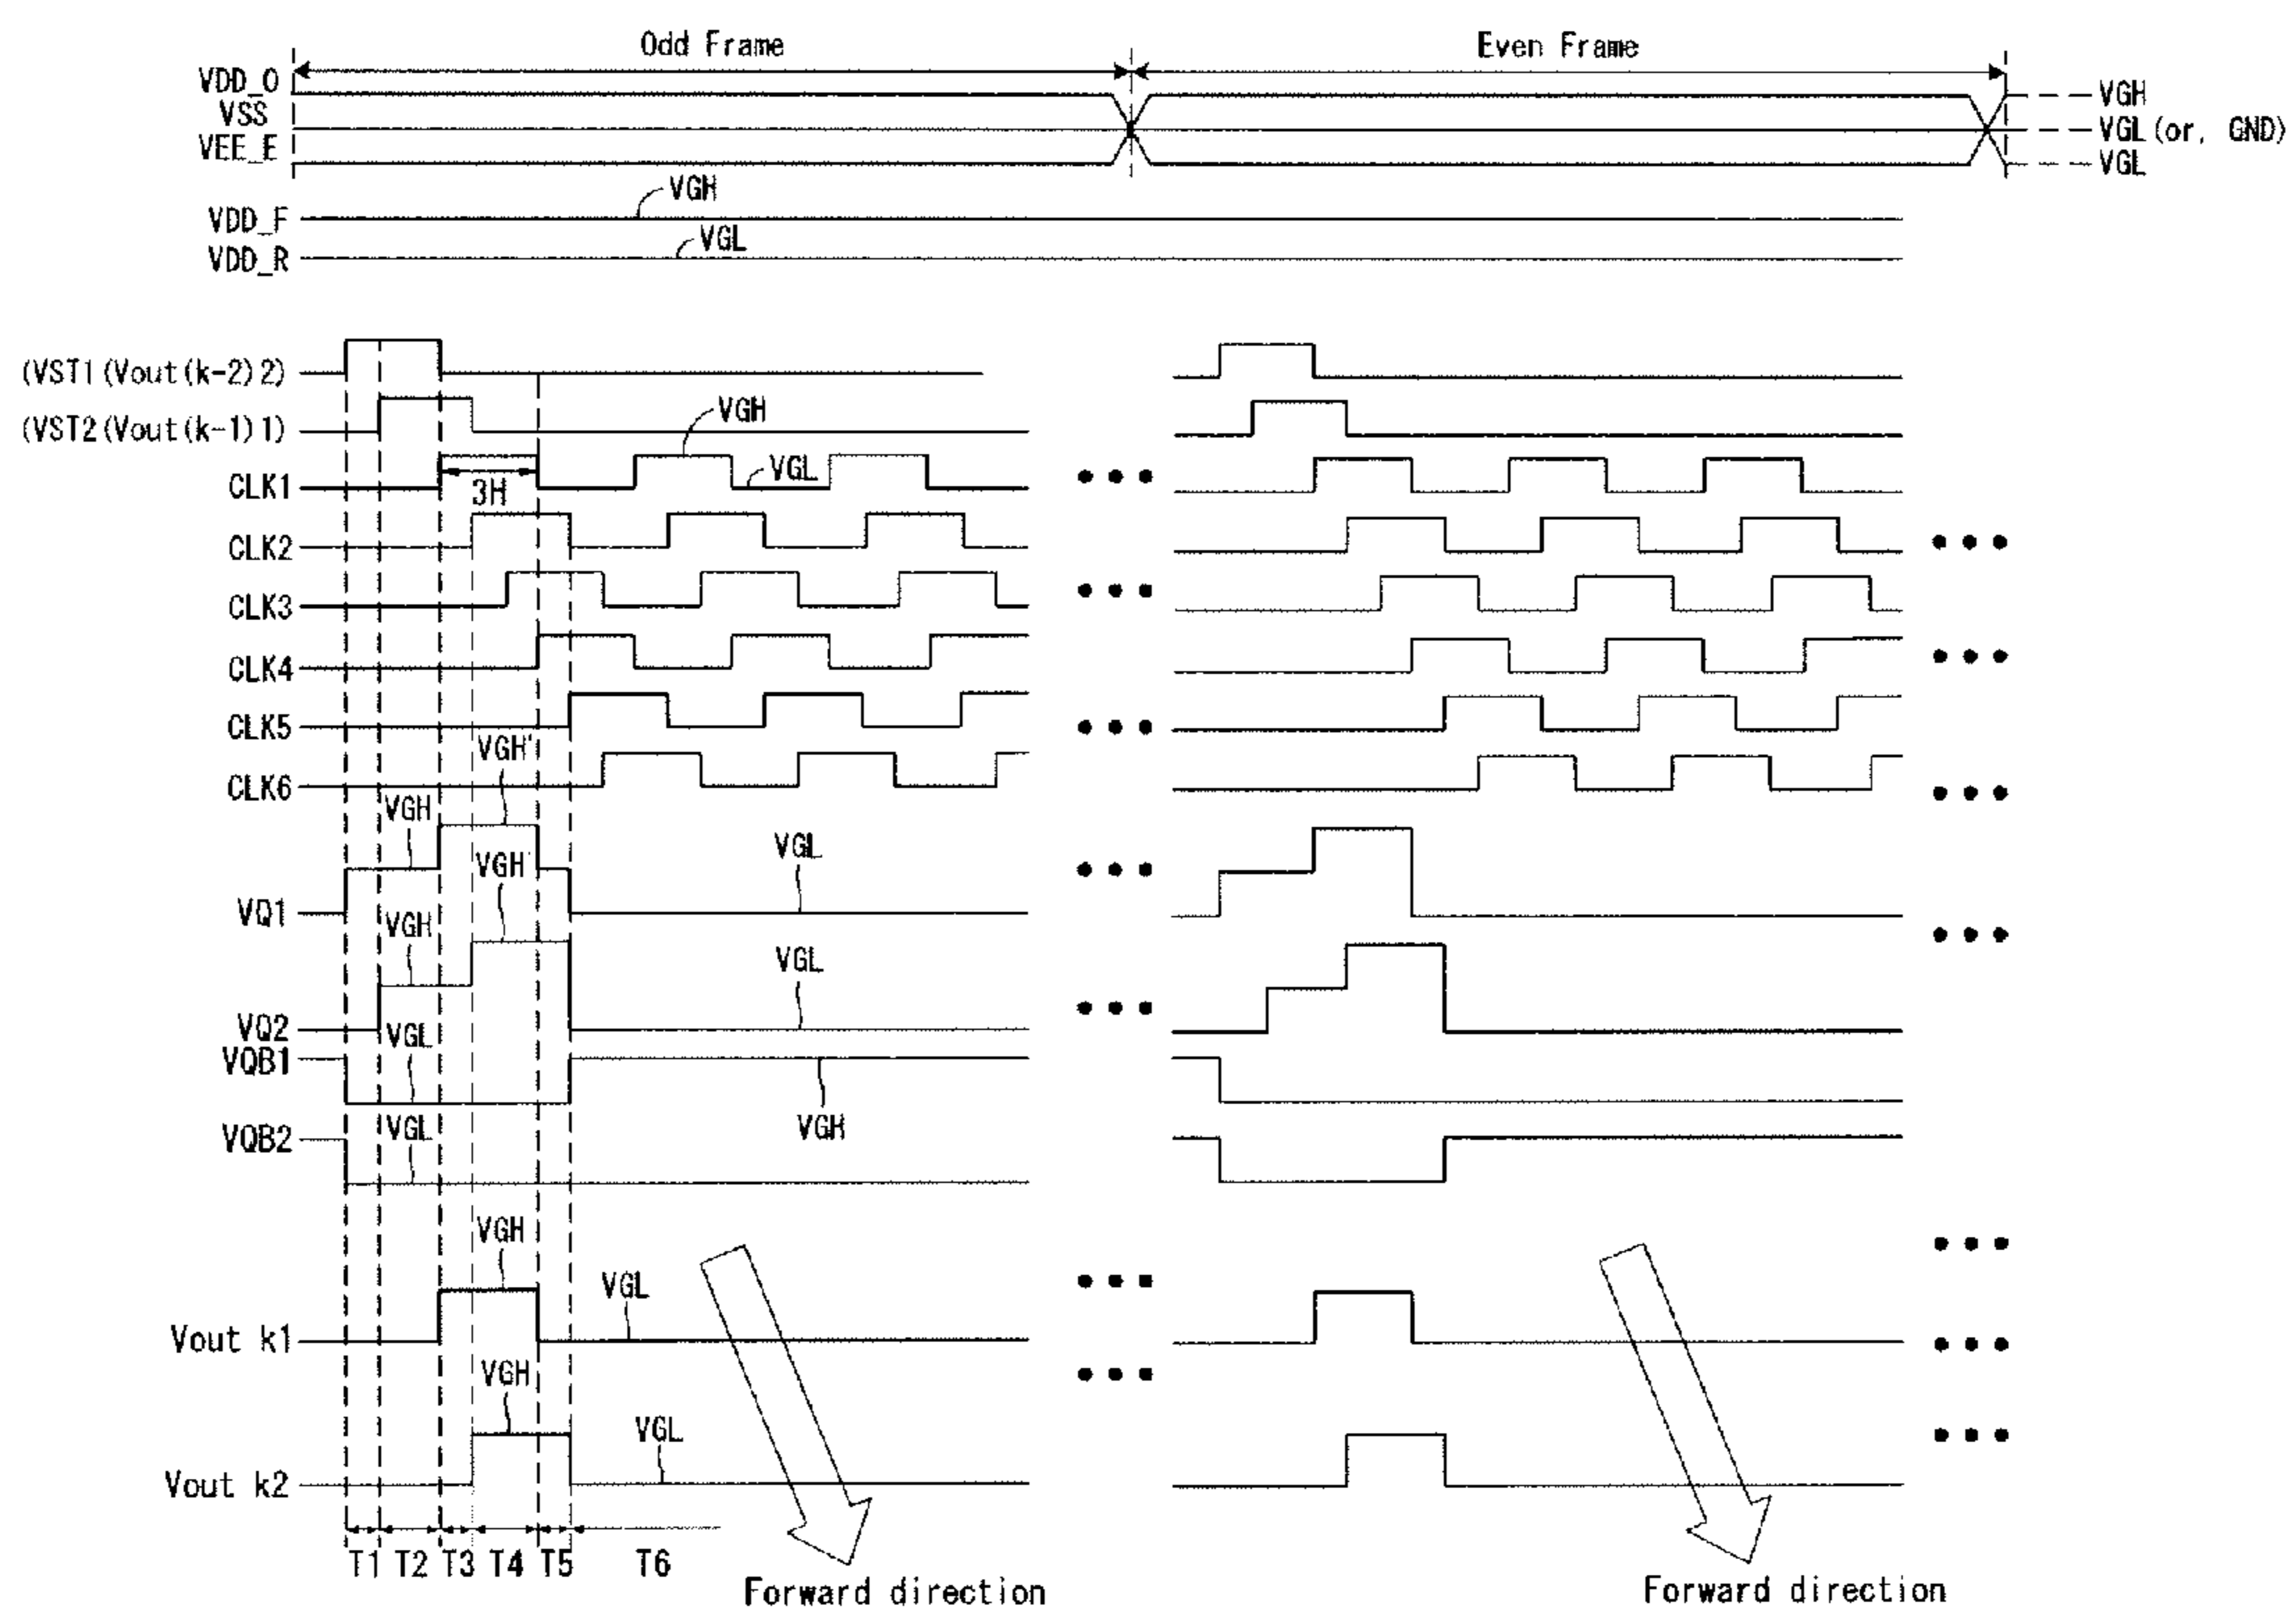 Odd Frame Even Frame
VDD_O
VSS
VEE_E
VGH
VGL(or, GND)
VGL
VGH
VDD_F
VGL
VDD_R
(VST1(Vout(k-2)2)
(VST2(Vout(k-1)1)
VGH
CLK1
3H
VGL
CLK2
CLK3
CLK4
CLK5
VGH'
CLK6
VGH
VGH'
VGL
VQ1
VGH
VGL
VQ2
VGL
VQB1
VGH
VQB2
VGL
VGH
VGL
Vout k1
VGH
VGL
Vout k2
T1 T2 T3 T4 T5 T6
Forward direction Forward direction